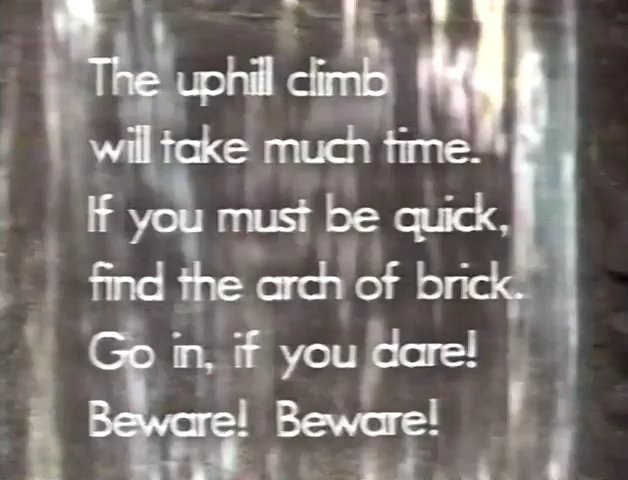 The uphill climb
will take much time.
If you must be quick,
find the arch of brick.
Go in, if you dare!
Beware! Beware!